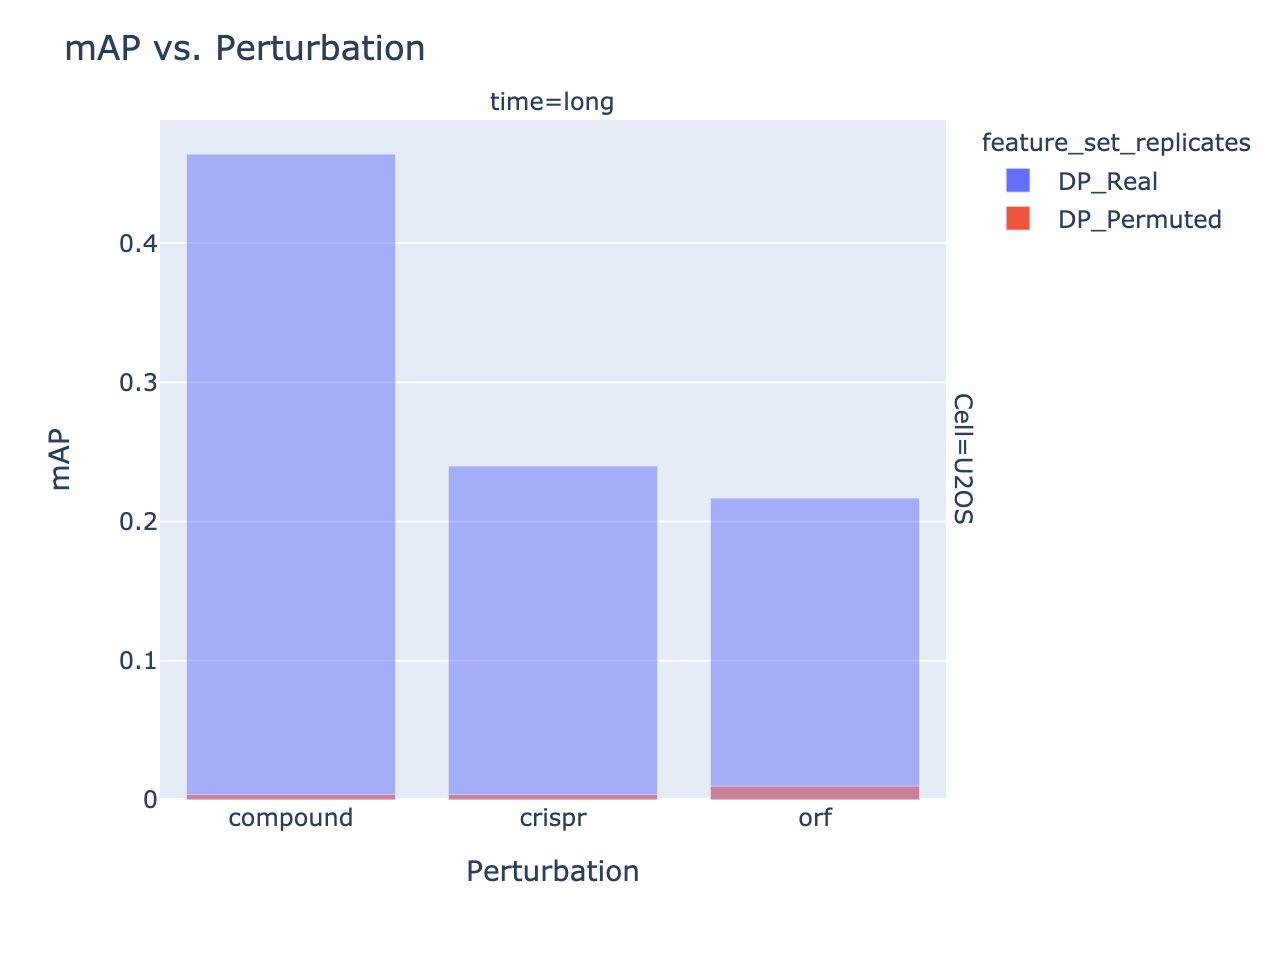 mAP vs. Perturbation
time=long
feature_set_replicates
DP_Real
DP_Permuted
0.4
0.3
0.2
0.1
0
mAP
Cell=U2OS
compound
crispr
orf
Perturbation